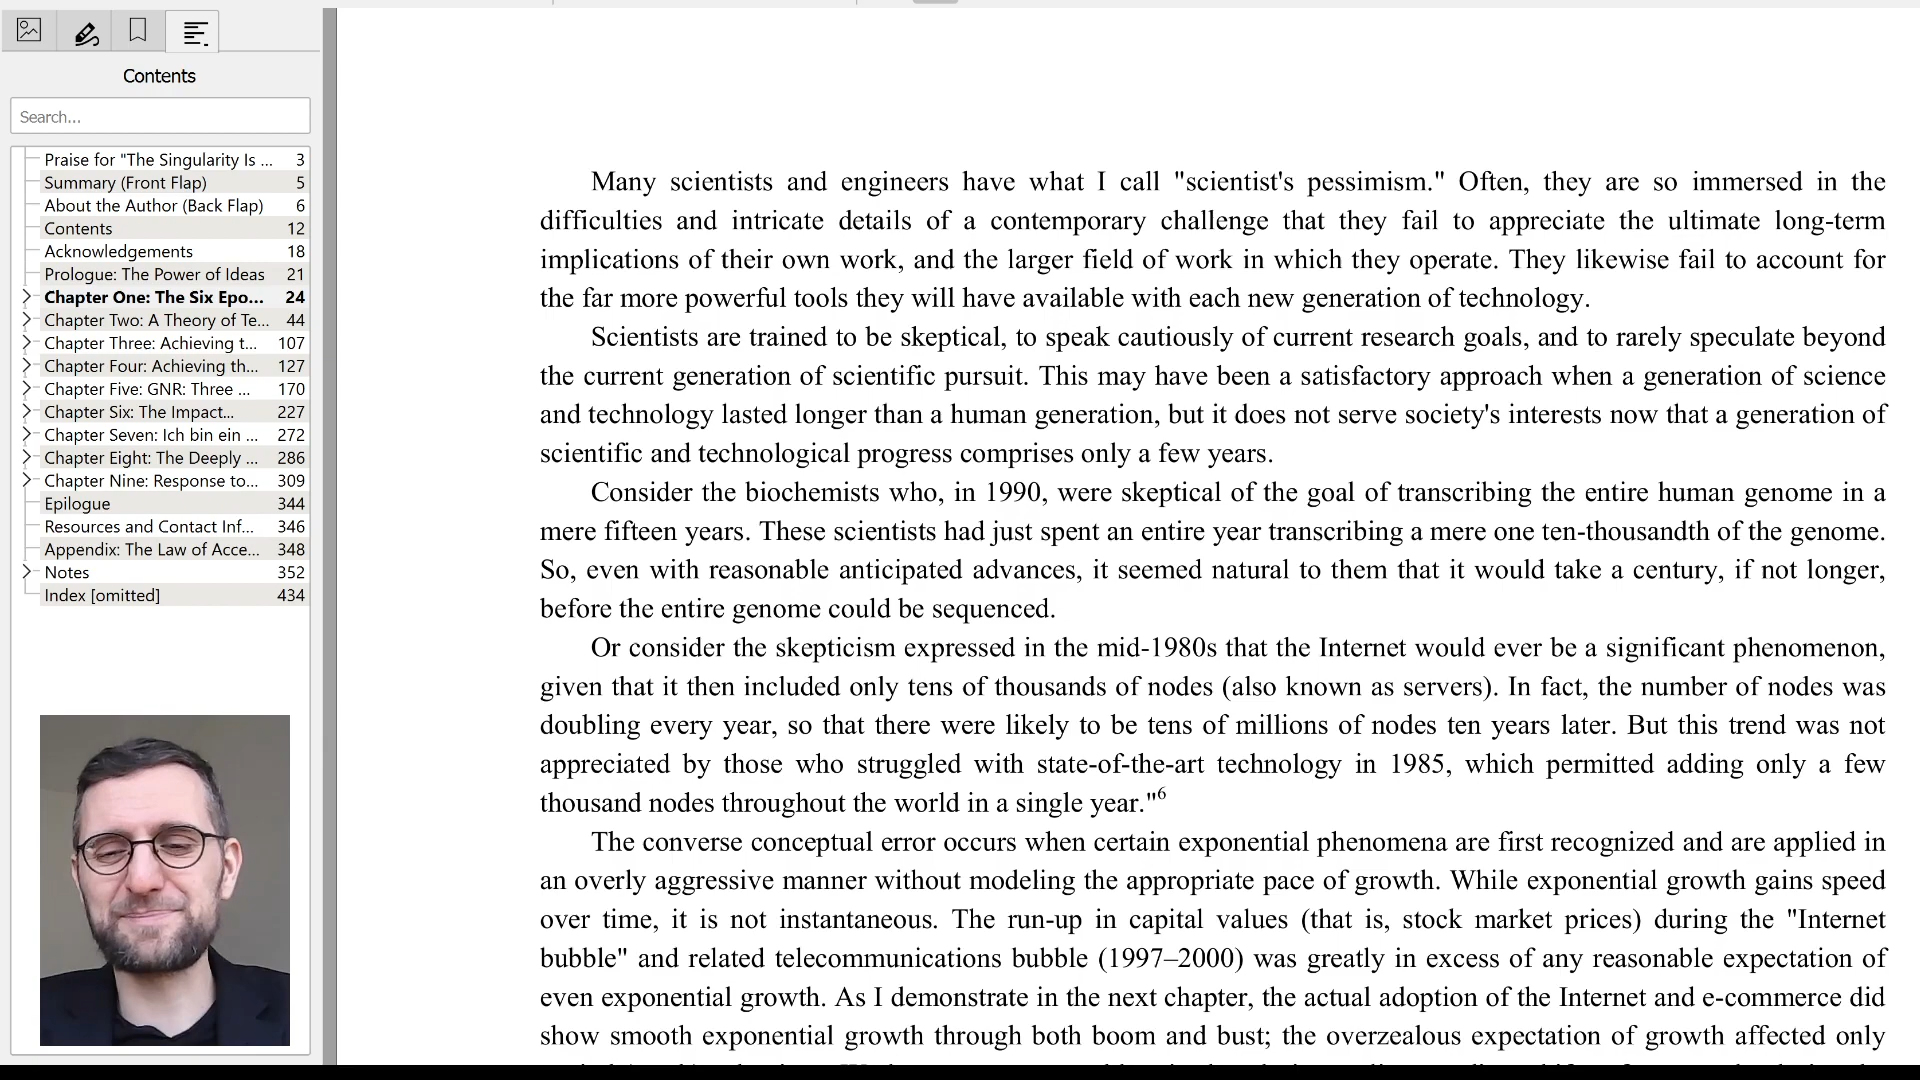 Contents
Search...
Praise for "The Singularity Is ... 3
Summary (Front Flap) 5
About the Author (Back Flap) 6
Contents 12
Acknowledgements 18
Prologue: The Power of Ideas 21
Chapter One: The Six Epo... 24
Chapter Two: A Theory of Te... 44
Chapter Three: Achieving t... 107
Chapter Four: Achieving th... 127
Chapter Five: GNR: Three ... 170
Chapter Six: The Impact... 227
Chapter Seven: Ich bin ein ... 272
Chapter Eight: The Deeply ... 286
Chapter Nine: Response to... 309
Epilogue 344
Resources and Contact Inf... 346
Appendix: The Law of Acce... 348
Notes 352
Index [omitted] 434
Many scientists and engineers have what I call "scientist's pessimism." Often, they are so immersed in the
difficulties and intricate details of a contemporary challenge that they fail to appreciate the ultimate long-term
implications of their own work, and the larger field of work in which they operate. They likewise fail to account for
the far more powerful tools they will have available with each new generation of technology.
Scientists are trained to be skeptical, to speak cautiously of current research goals, and to rarely speculate beyond
the current generation of scientific pursuit. This may have been a satisfactory approach when a generation of science
and technology lasted longer than a human generation, but it does not serve society's interests now that a generation of
scientific and technological progress comprises only a few years.
Consider the biochemists who, in 1990, were skeptical of the goal of transcribing the entire human genome in a
mere fifteen years. These scientists had just spent an entire year transcribing a mere one ten-thousandth of the genome.
So, even with reasonable anticipated advances, it seemed natural to them that it would take a century, if not longer,
before the entire genome could be sequenced.
Or consider the skepticism expressed in the mid-1980s that the Internet would ever be a significant phenomenon,
given that it then included only tens of thousands of nodes (also known as servers). In fact, the number of nodes was
doubling every year, so that there were likely to be tens of millions of nodes ten years later. But this trend was not
appreciated by those who struggled with state-of-the-art technology in 1985, which permitted adding only a few
thousand nodes throughout the world in a single year."6
The converse conceptual error occurs when certain exponential phenomena are first recognized and are applied in
an overly aggressive manner without modeling the appropriate pace of growth. While exponential growth gains speed
over time, it is not instantaneous. The run-up in capital values (that is, stock market prices) during the "Internet
bubble" and related telecommunications bubble (1997–2000) was greatly in excess of any reasonable expectation of
even exponential growth. As I demonstrate in the next chapter, the actual adoption of the Internet and e-commerce did
show smooth exponential growth through both boom and bust; the overzealous expectation of growth affected only